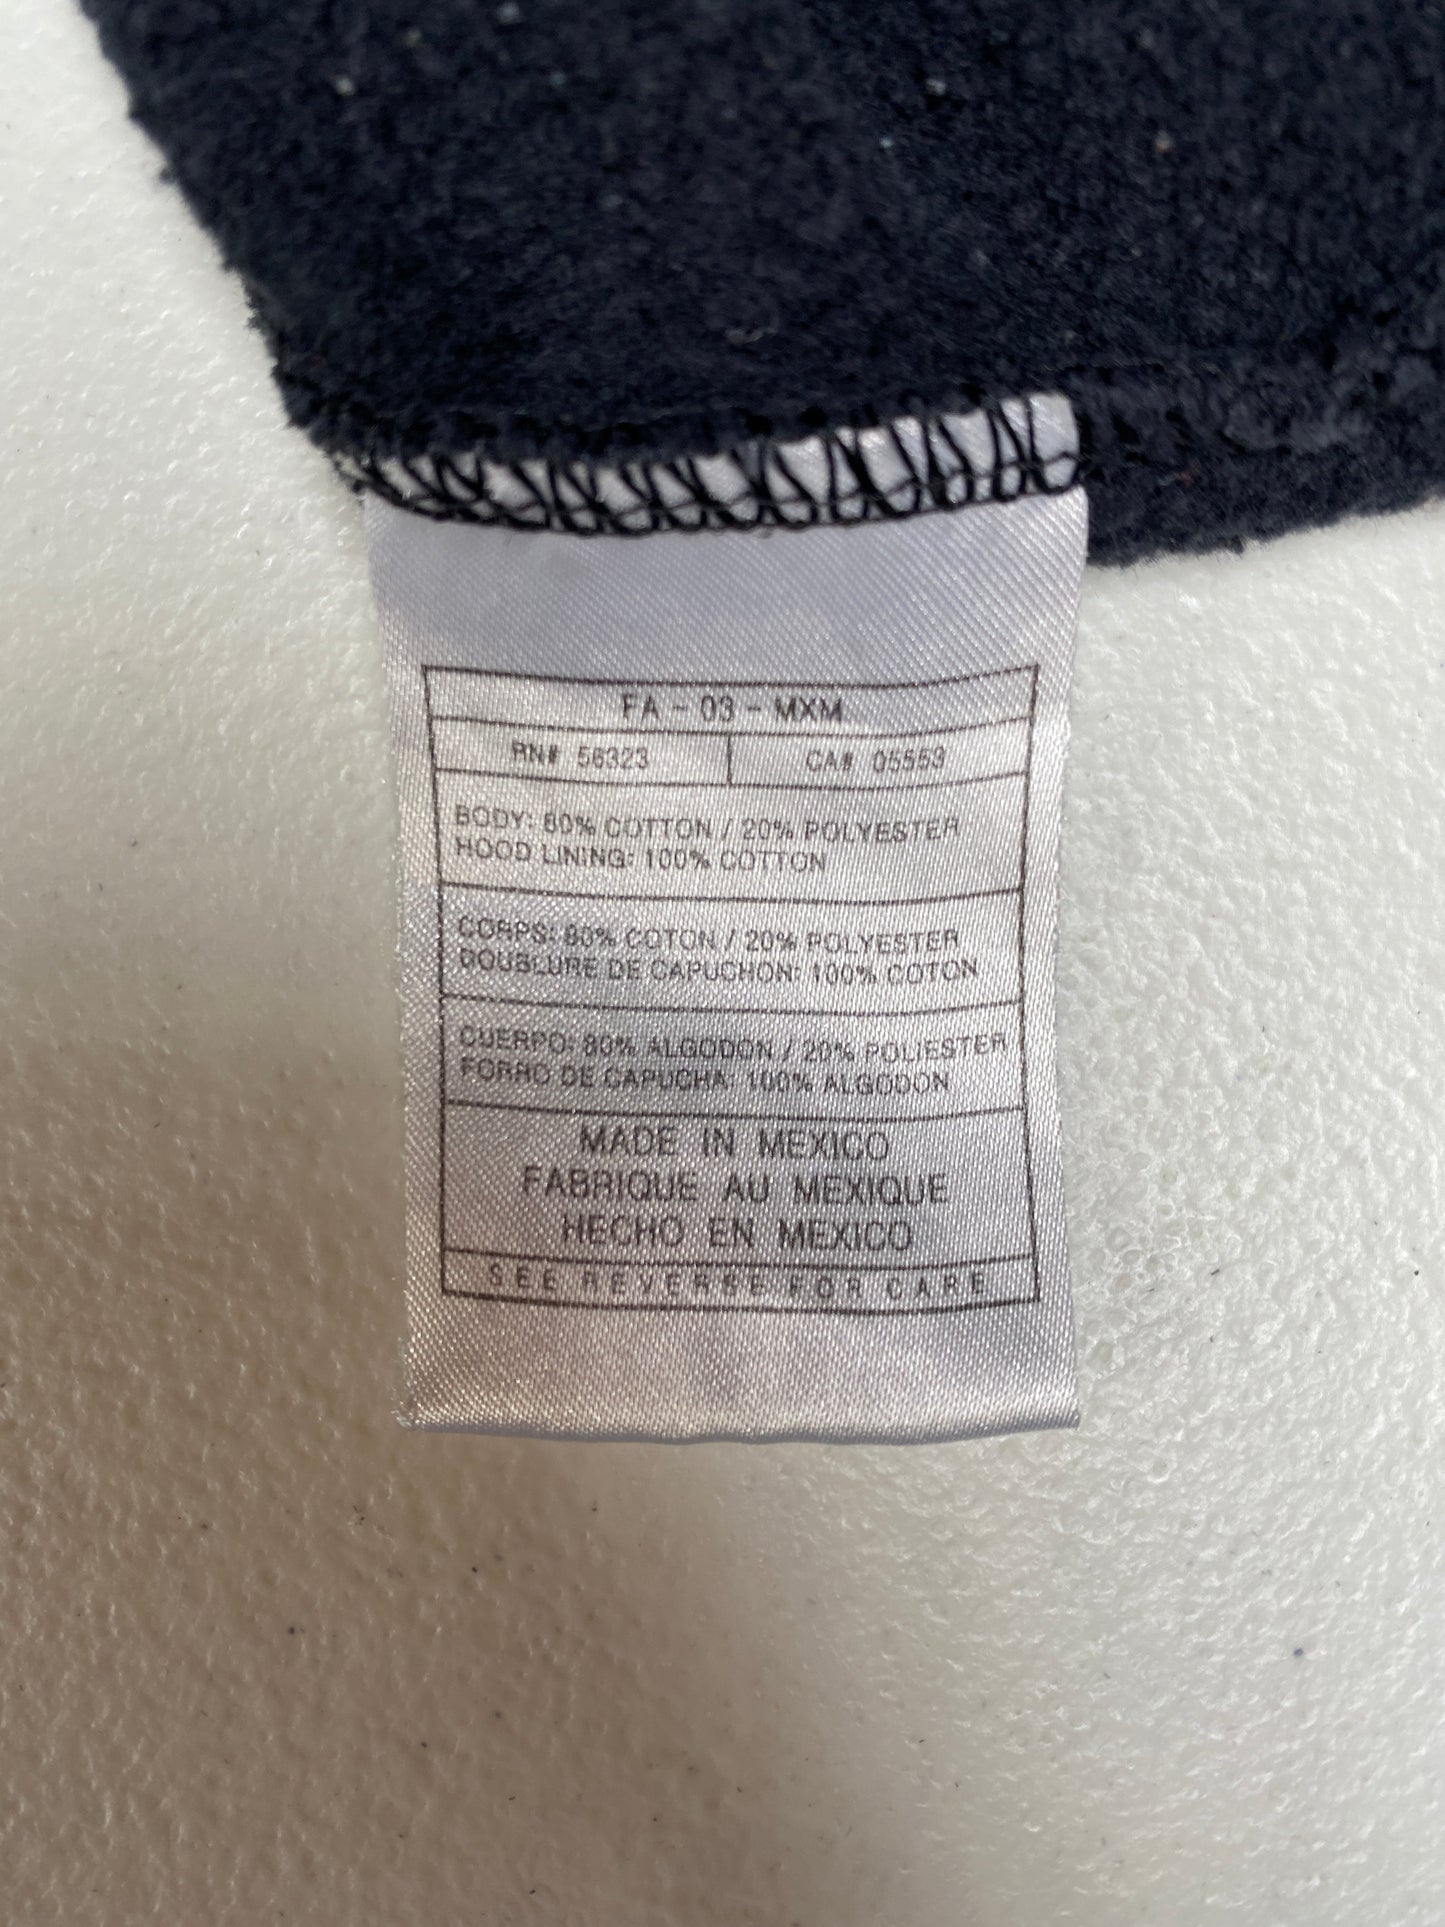 FA - 03 - MXM
RN# 56323 CA# 05553
BODY: 80% COTTON / 20% POLYESTER
HOOD LINING: 100% COTTON
CORPS: 80% COTON / 20% POLYESTER
DOUBLURE DE CAPUCHON: 100% COTON
CUERPO: 80% ALGODON / 20% POLIESTER
FORRO DE CAPUCHA: 100% ALGODON
MADE IN MEXICO
FABRIQUE AU MEXIQUE
HECHO EN MEXICO
SEE REVERSE FOR CARE